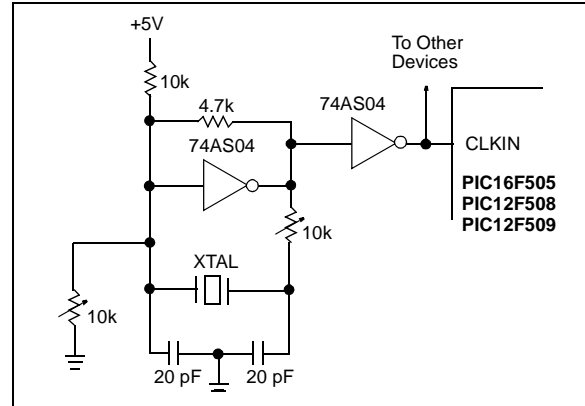 +5V
To Other
Devices
10k
4.7k
74AS04
74AS04
CLKIN
PIC16F505
PIC12F508
PIC12F509
10k
XTAL
10k
20 pF
20 pF